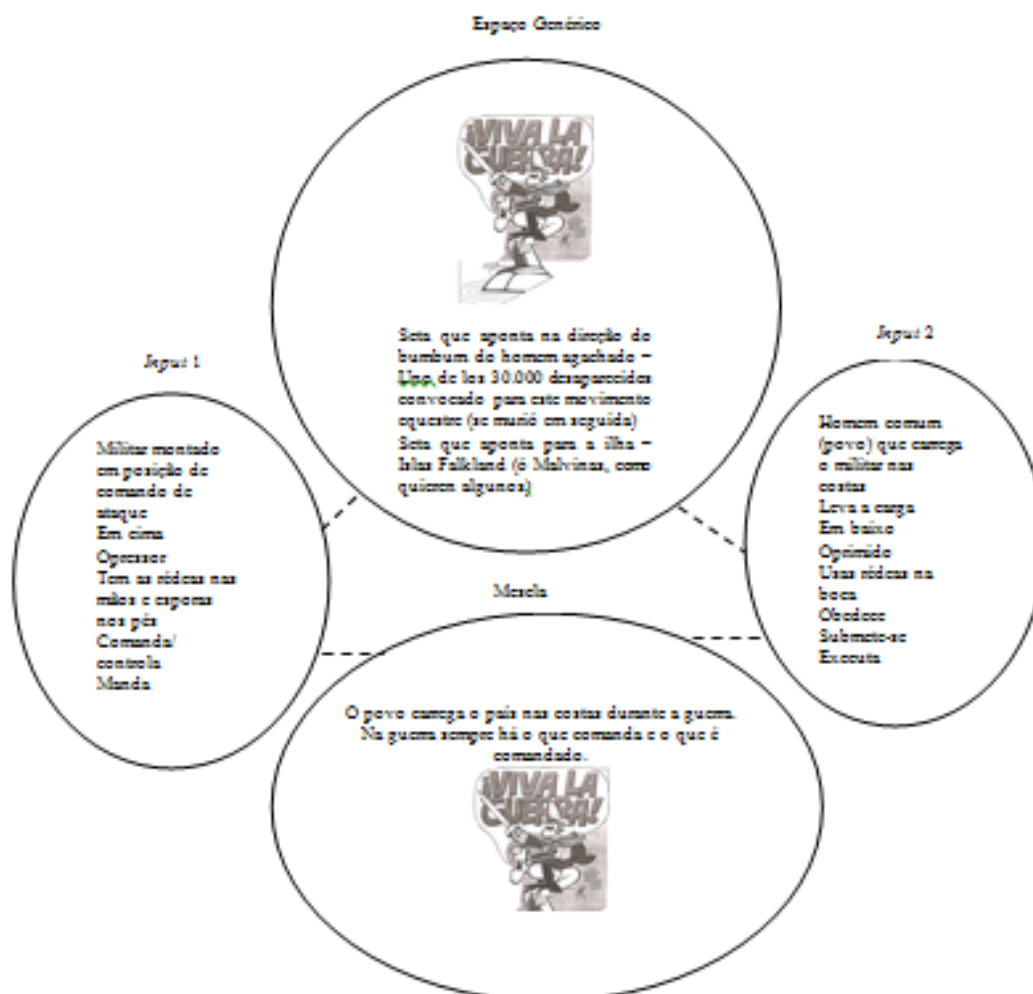 Espaço Genérico
¡VIVA LA
GUERRA!
Seta que aponta na direção do
bumbum do homem agachado –
Uno de los 30.000 desaparecidos
convocado para este movimento
equestre (se murió em seguida)
Seta que aponta para a ilha –
Islas Falkland (ó Malvinas, como
quieren algunos)
Input 1
Militar montado
em posição de
comando de
ataque
Em cima
Opressor
Tem as rédeas nas
mãos e esporas
nos pés
Comanda/
controla
Manda
Input 2
Homem comum
(povo) que carrega
o militar nas
costas
Leva a carga
Em baixo
Oprimido
Usas rédeas na
boca
Obedece
Submete-se
Executa
Mescla
O povo carrega o país nas costas durante a guerra.
Na guerra sempre há o que comanda e o que é
comandado.
¡VIVA LA
GUERRA!